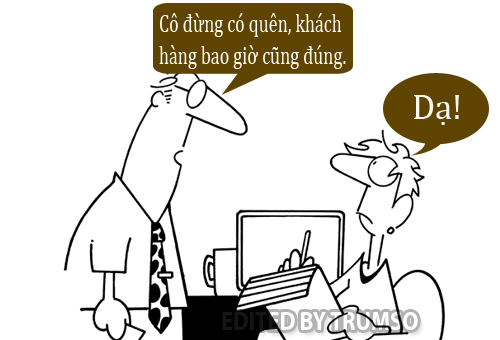 Cô đừng có quên, khách
hàng bao giờ cũng đúng.
Dạ!
EDITED BY TRUMSO